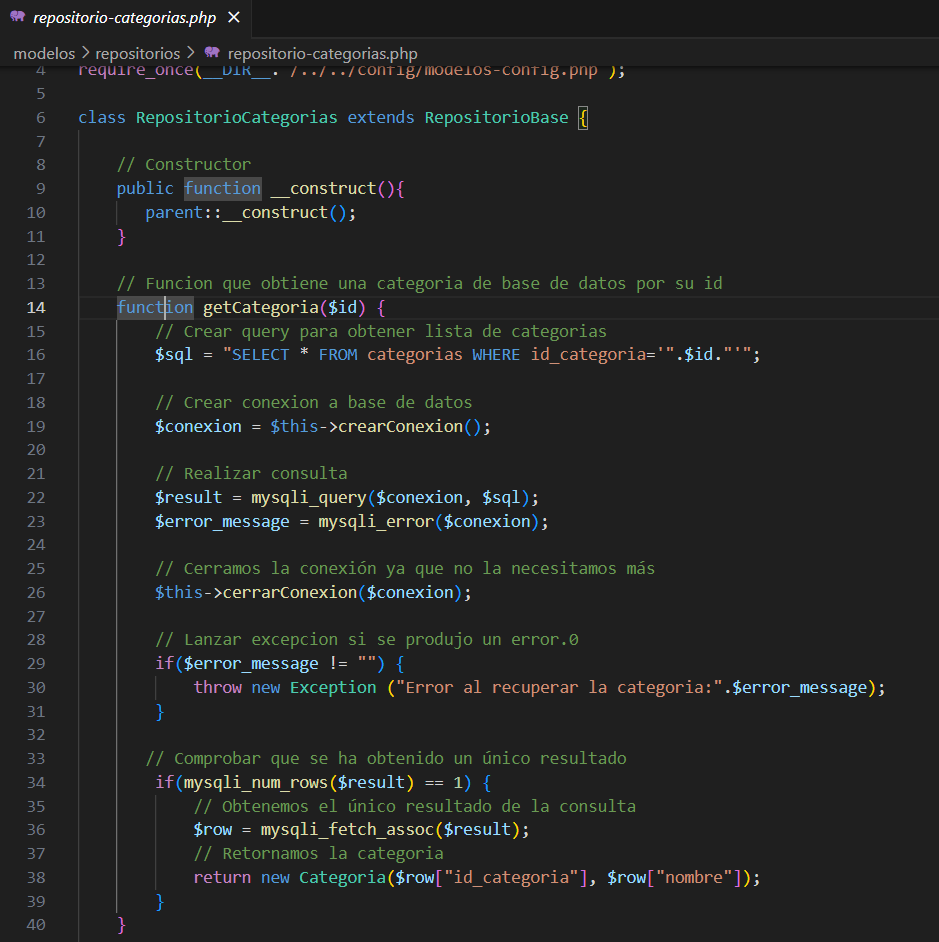 repositorio-categorias.php ×
modelos > repositorios > repositorio-categorias.php
4 require_once(__DIR__.'/../../config/modelos-config.php');
5
6 class RepositorioCategorias extends RepositorioBase {
7
8 // Constructor
9 public function __construct(){
10 parent::__construct();
11 }
12
13 // Funcion que obtiene una categoria de base de datos por su id
14 function getCategoria($id) {
15 // Crear query para obtener lista de categorias
16 $sql = "SELECT * FROM categorias WHERE id_categoria='".$id."'";
17
18 // Crear conexion a base de datos
19 $conexion = $this->crearConexion();
20
21 // Realizar consulta
22 $result = mysqli_query($conexion, $sql);
23 $error_message = mysqli_error($conexion);
24
25 // Cerramos la conexión ya que no la necesitamos más
26 $this->cerrarConexion($conexion);
27
28 // Lanzar excepcion si se produjo un error.0
29 if($error_message != "") {
30 throw new Exception ("Error al recuperar la categoria:".$error_message);
31 }
32
33 // Comprobar que se ha obtenido un único resultado
34 if(mysqli_num_rows($result) == 1) {
35 // Obtenemos el único resultado de la consulta
36 $row = mysqli_fetch_assoc($result);
37 // Retornamos la categoria
38 return new Categoria($row["id_categoria"], $row["nombre"]);
39 }
40 }